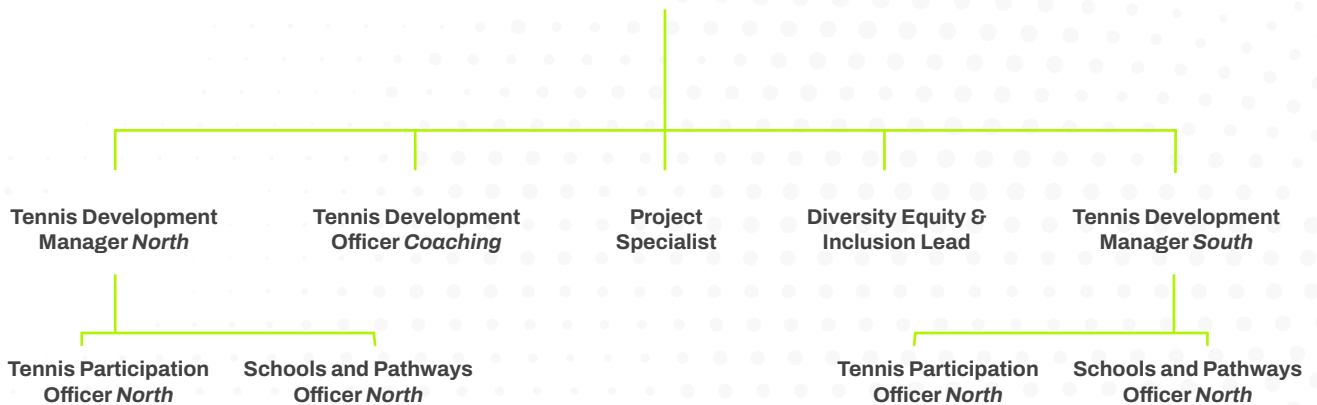 Tennis Development
Manager North
Tennis Development
Officer Coaching
Project
Specialist
Diversity Equity &
Inclusion Lead
Tennis Development
Manager South
Tennis Participation
Officer North
Schools and Pathways
Officer North
Tennis Participation
Officer North
Schools and Pathways
Officer North